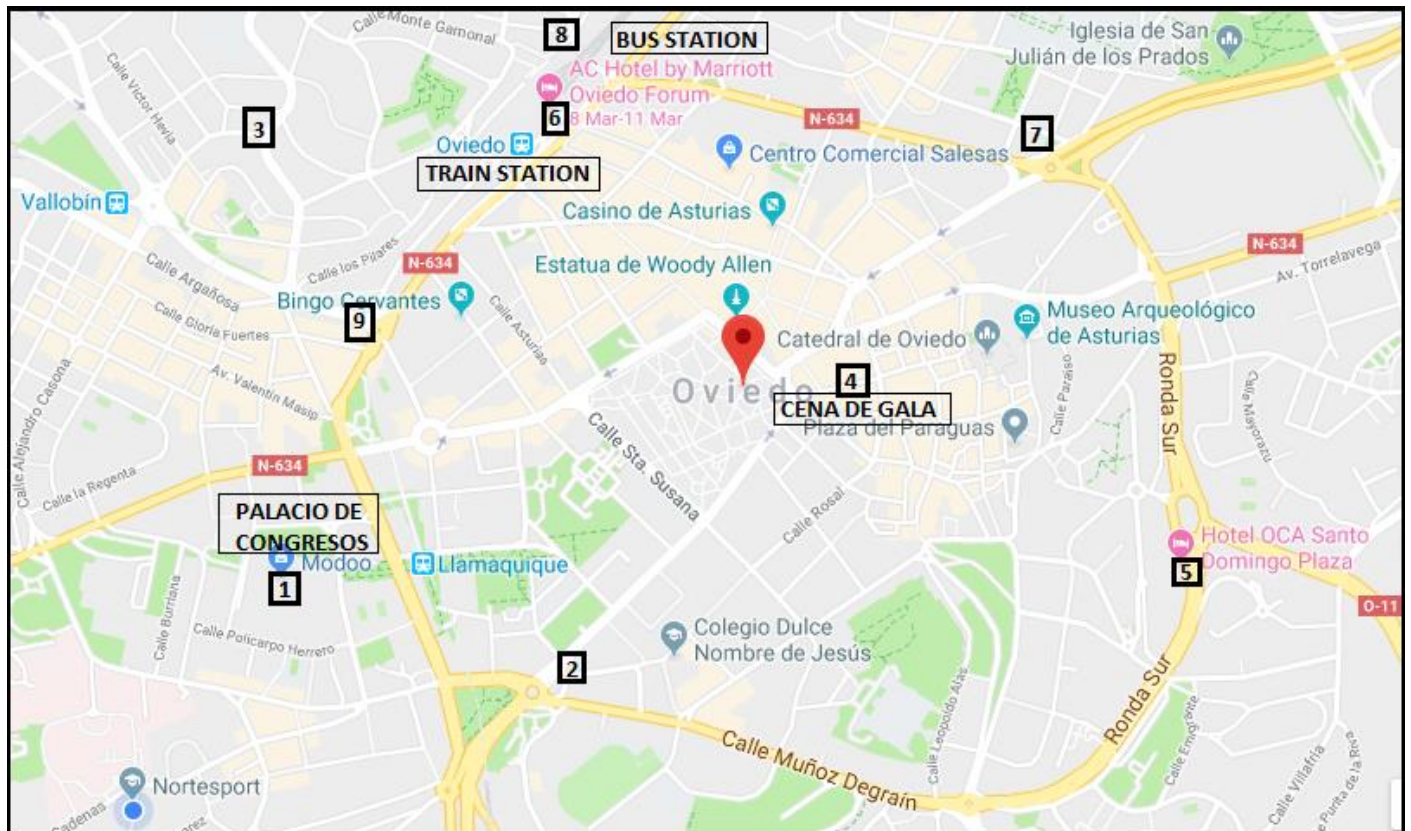 Calle Monte Gamonal
8
BUS STATION
Iglesia de San
Julián de los Prados
Calle Victor Hevia
AC Hotel by Marriott
Oviedo Forum
8 Mar-11 Mar
6
3
N-634
7
Oviedo
TRAIN STATION
Centro Comercial Salesas
Vallobín
Casino de Asturias
N-634
Av. Torrelavega
Calle los Pilares
N-634
Estatua de Woody Allen
Calle Argañosa
Bingo Cervantes
Calle Asturias
9
Calle Gloria Fuertes
Museo Arqueológico
de Asturias
Catedral de Oviedo
Av. Valentín Masip
Calle Alejandro Casona
Oviedo
4
CENA DE GALA
Plaza del Paraguas
Calle Paraíso
Ronda Sur
Calle Mayorazu
Calle Sta. Susana
N-634
Calle la Regenta
PALACIO DE
CONGRESOS
Modoo
1
Llamaquique
Calle Rosal
Hotel OCA Santo
Domingo Plaza
5
O-11
Calle Burriana
Calle Policarpo Herrero
Colegio Dulce
Nombre de Jesús
2
Calle Leopoldo Alas
Ronda Sur
Calle Emigrante
Calle Villafría
Calle Muñoz Degraín
Nortesport